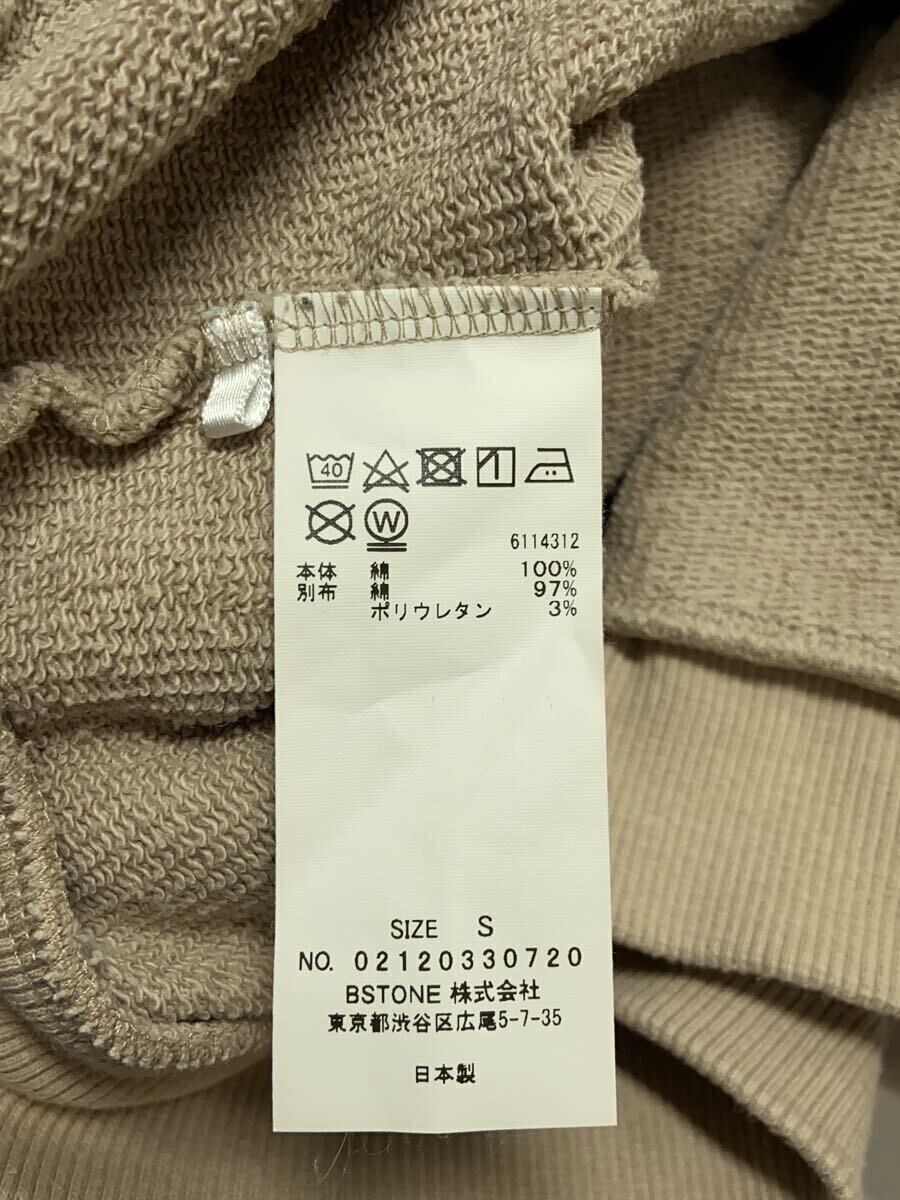 40
W
6114312
本体 綿 100%
別布 綿 97%
ポリウレタン 3%
SIZE S
NO. 02120330720
BSTONE 株式会社
東京都渋谷区広尾5-7-35
日本製